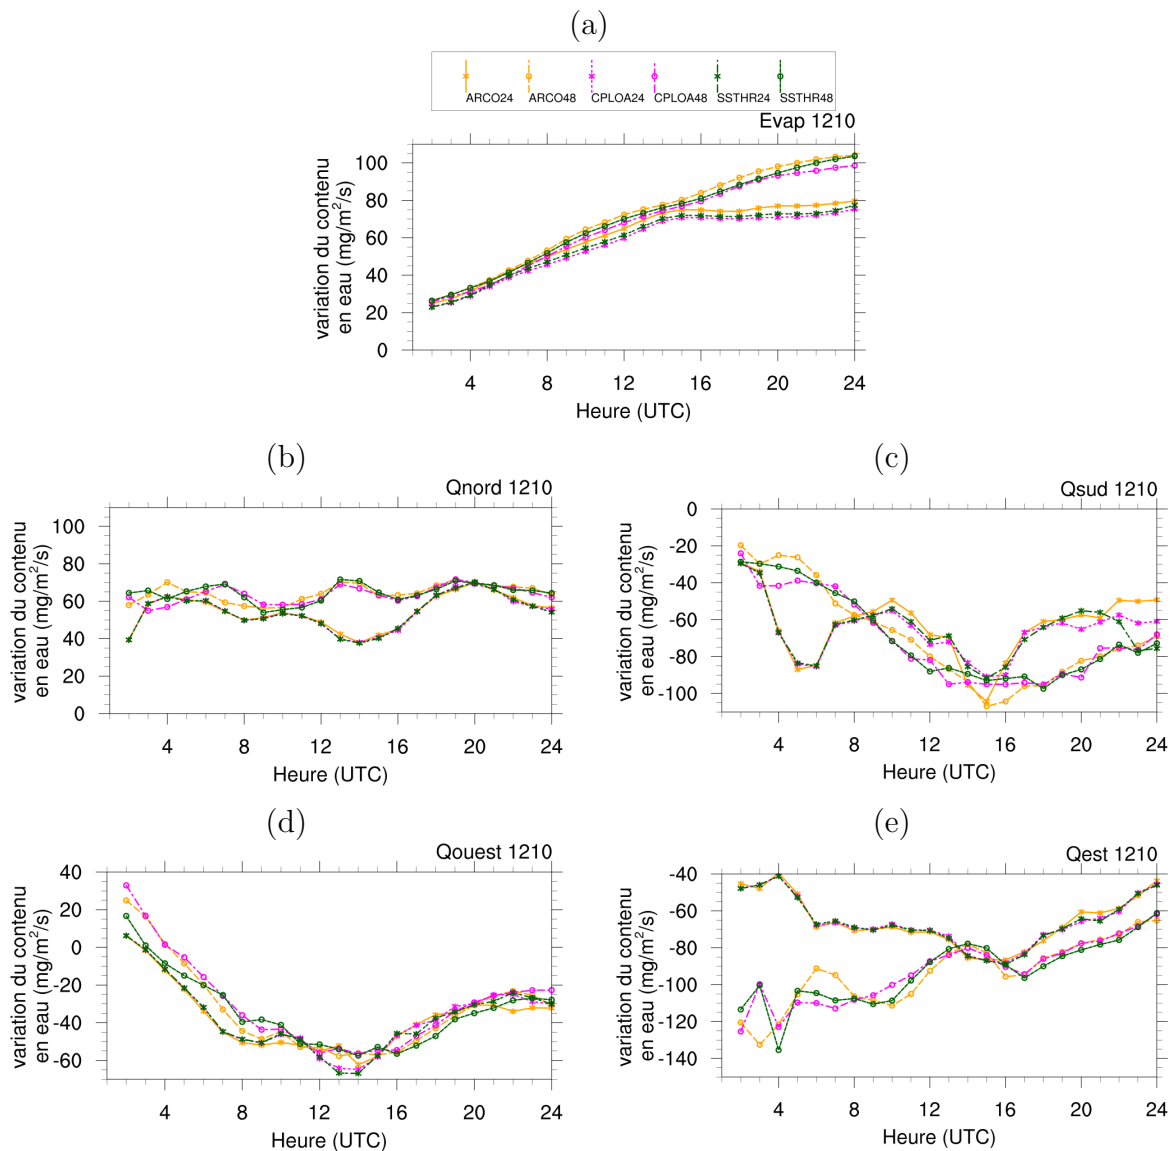 (a)
ARCO24 ARCO48 CPLOA24 CPLOA48 SSTHR24 SSTHR48
Evap 1210
variation du contenu
en eau (mg/m²/s)
100
80
60
40
20
0
4 8 12 16 20 24
Heure (UTC)
(b)
Qnord 1210
variation du contenu
en eau (mg/m²/s)
100
80
60
40
20
0
4 8 12 16 20 24
Heure (UTC)
(c)
Qsud 1210
variation du contenu
en eau (mg/m²/s)
0
-20
-40
-60
-80
-100
4 8 12 16 20 24
Heure (UTC)
(d)
Qouest 1210
variation du contenu
en eau (mg/m²/s)
40
20
0
-20
-40
-60
4 8 12 16 20 24
Heure (UTC)
(e)
Qest 1210
variation du contenu
en eau (mg/m²/s)
-40
-60
-80
-100
-120
-140
4 8 12 16 20 24
Heure (UTC)